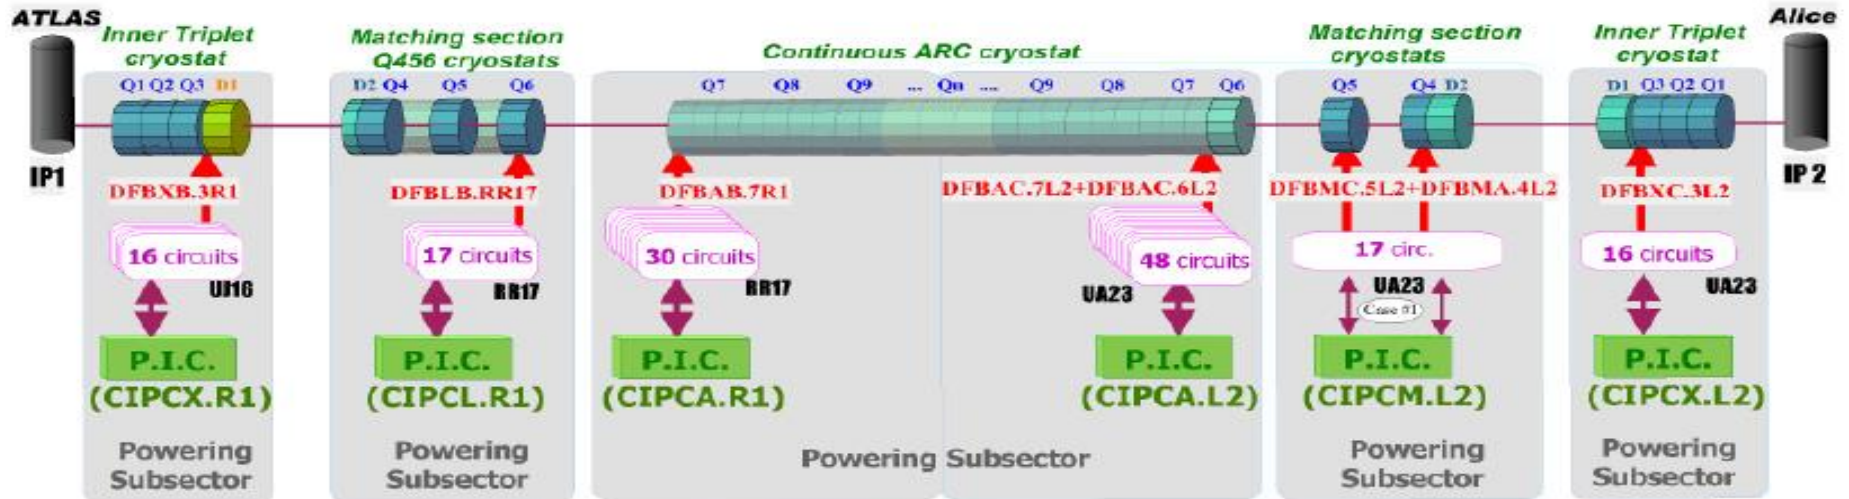 ATLAS
Alice
Inner Triplet
cryostat
Matching section
Q456 cryostats
Continuous ARC cryostat
Matching section
cryostats
Inner Triplet
cryostat
Q1 Q2 Q3 D1
D2 Q4 Q5 Q6
Q7 Q8 Q9 ... Qn .... Q9 Q8 Q7 Q6
Q5 Q4 D2
D1 Q3 Q2 Q1
IP1
IP 2
DFBXB.3R1
DFBLB.RR17
DFBAB.7R1
DFBAC.7L2+DFBAC.6L2
DFBMC.5L2+DFBMA.4L2
DFBXC.3L2
16 circuits
17 circuits
30 circuits
48 circuits
17 circ.
16 circuits
UJ16
RR17
RR17
UA23
UA23
UA23
Case #1
P.I.C.
(CIPCX.R1)
P.I.C.
(CIPCL.R1)
P.I.C.
(CIPCA.R1)
P.I.C.
(CIPCA.L2)
P.I.C.
(CIPCM.L2)
P.I.C.
(CIPCX.L2)
Powering
Subsector
Powering
Subsector
Powering Subsector
Powering
Subsector
Powering
Subsector